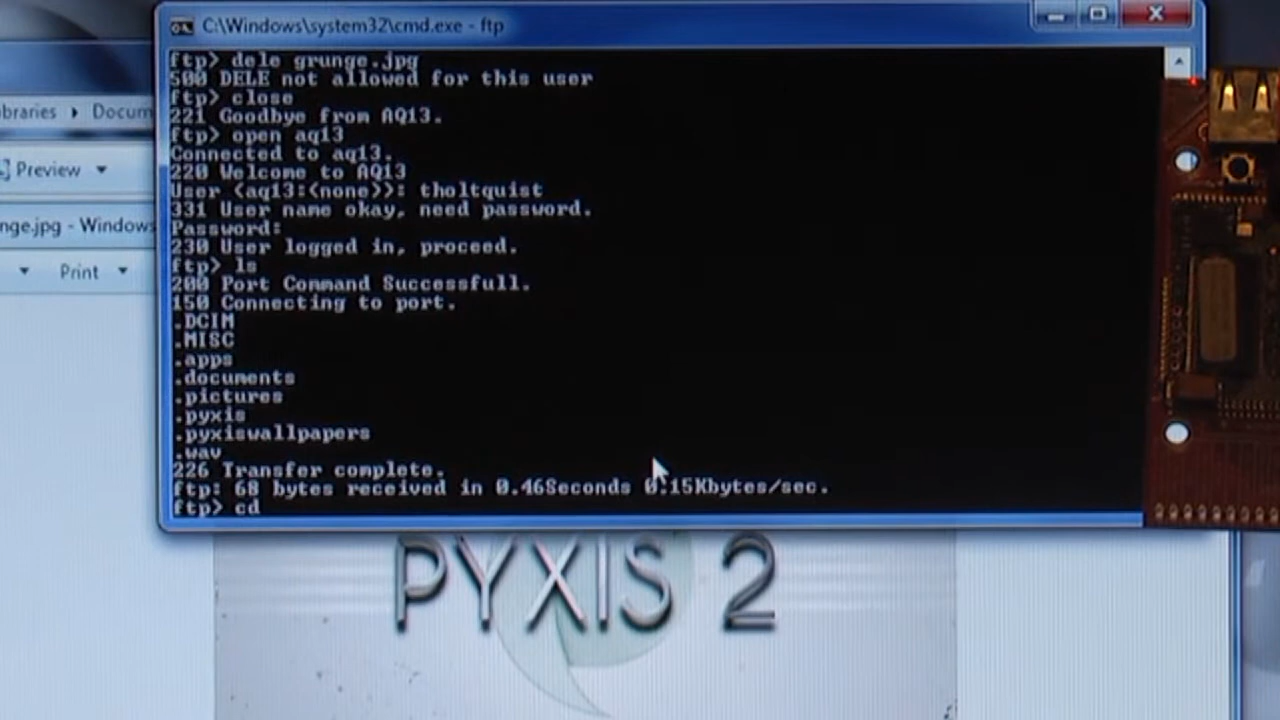 C:\Windows\system32\cmd.exe - ftp
ftp> dele grunge.jpg
500 DELE not allowed for this user
ftp> close
221 Goodbye from AQ13.
ftp> open aq13
Connected to aq13.
220 Welcome to AQ13
User (aq13:(none)): tholtquist
331 User name okay, need password.
Password:
230 User logged in, proceed.
ftp> ls
200 Port Command Successfull.
150 Connecting to port.
.DCIM
.MISC
.apps
.documents
.pictures
.pyxis
.pyxiswallpapers
.wav
226 Transfer complete.
ftp: 68 bytes received in 0.46Seconds 0.15Kbytes/sec.
ftp> cd
braries Docum
Preview
nge.jpg - Windows
Print
PYXIS 2